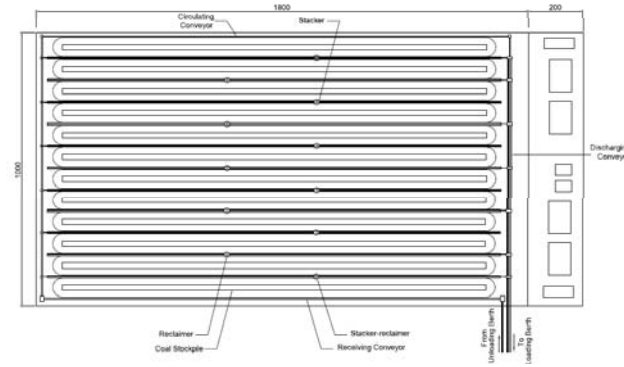 1800
200
Circulating
Conveyor
Stacker
1000
Discharging
Conveyor
Reclaimer
Coal Stockpile
Stacker-reclaimer
Receiving Conveyor
From
Unloading Berth
To
Loading Berth